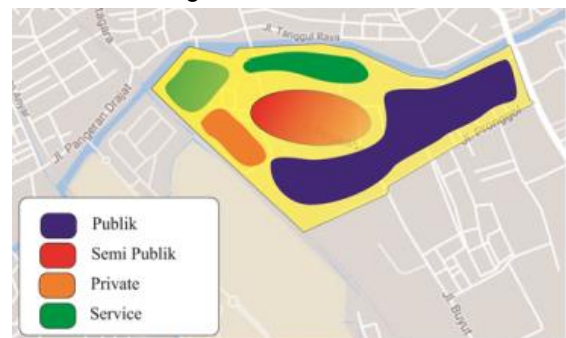 Jl. Tanggul Raya
Jl. Pangeran Drajat
Jl. Buyut
Publik
Semi Publik
Private
Service